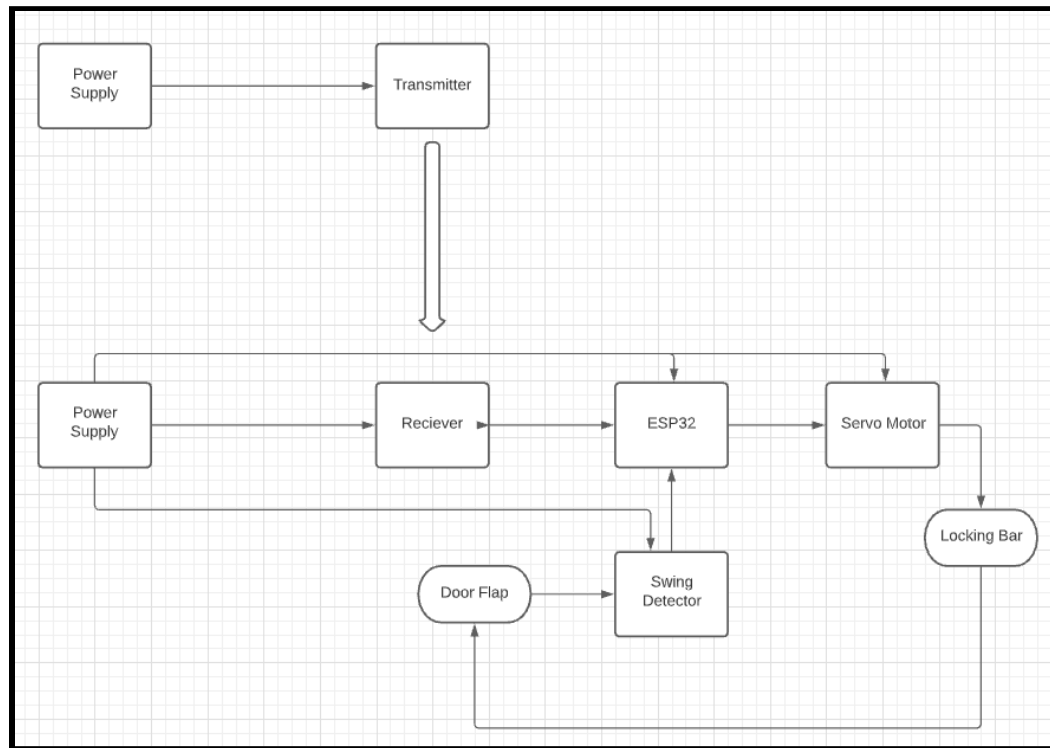 Power
Supply
Transmitter
Power
Supply
Reciever
ESP32
Servo Motor
Locking Bar
Door Flap
Swing
Detector